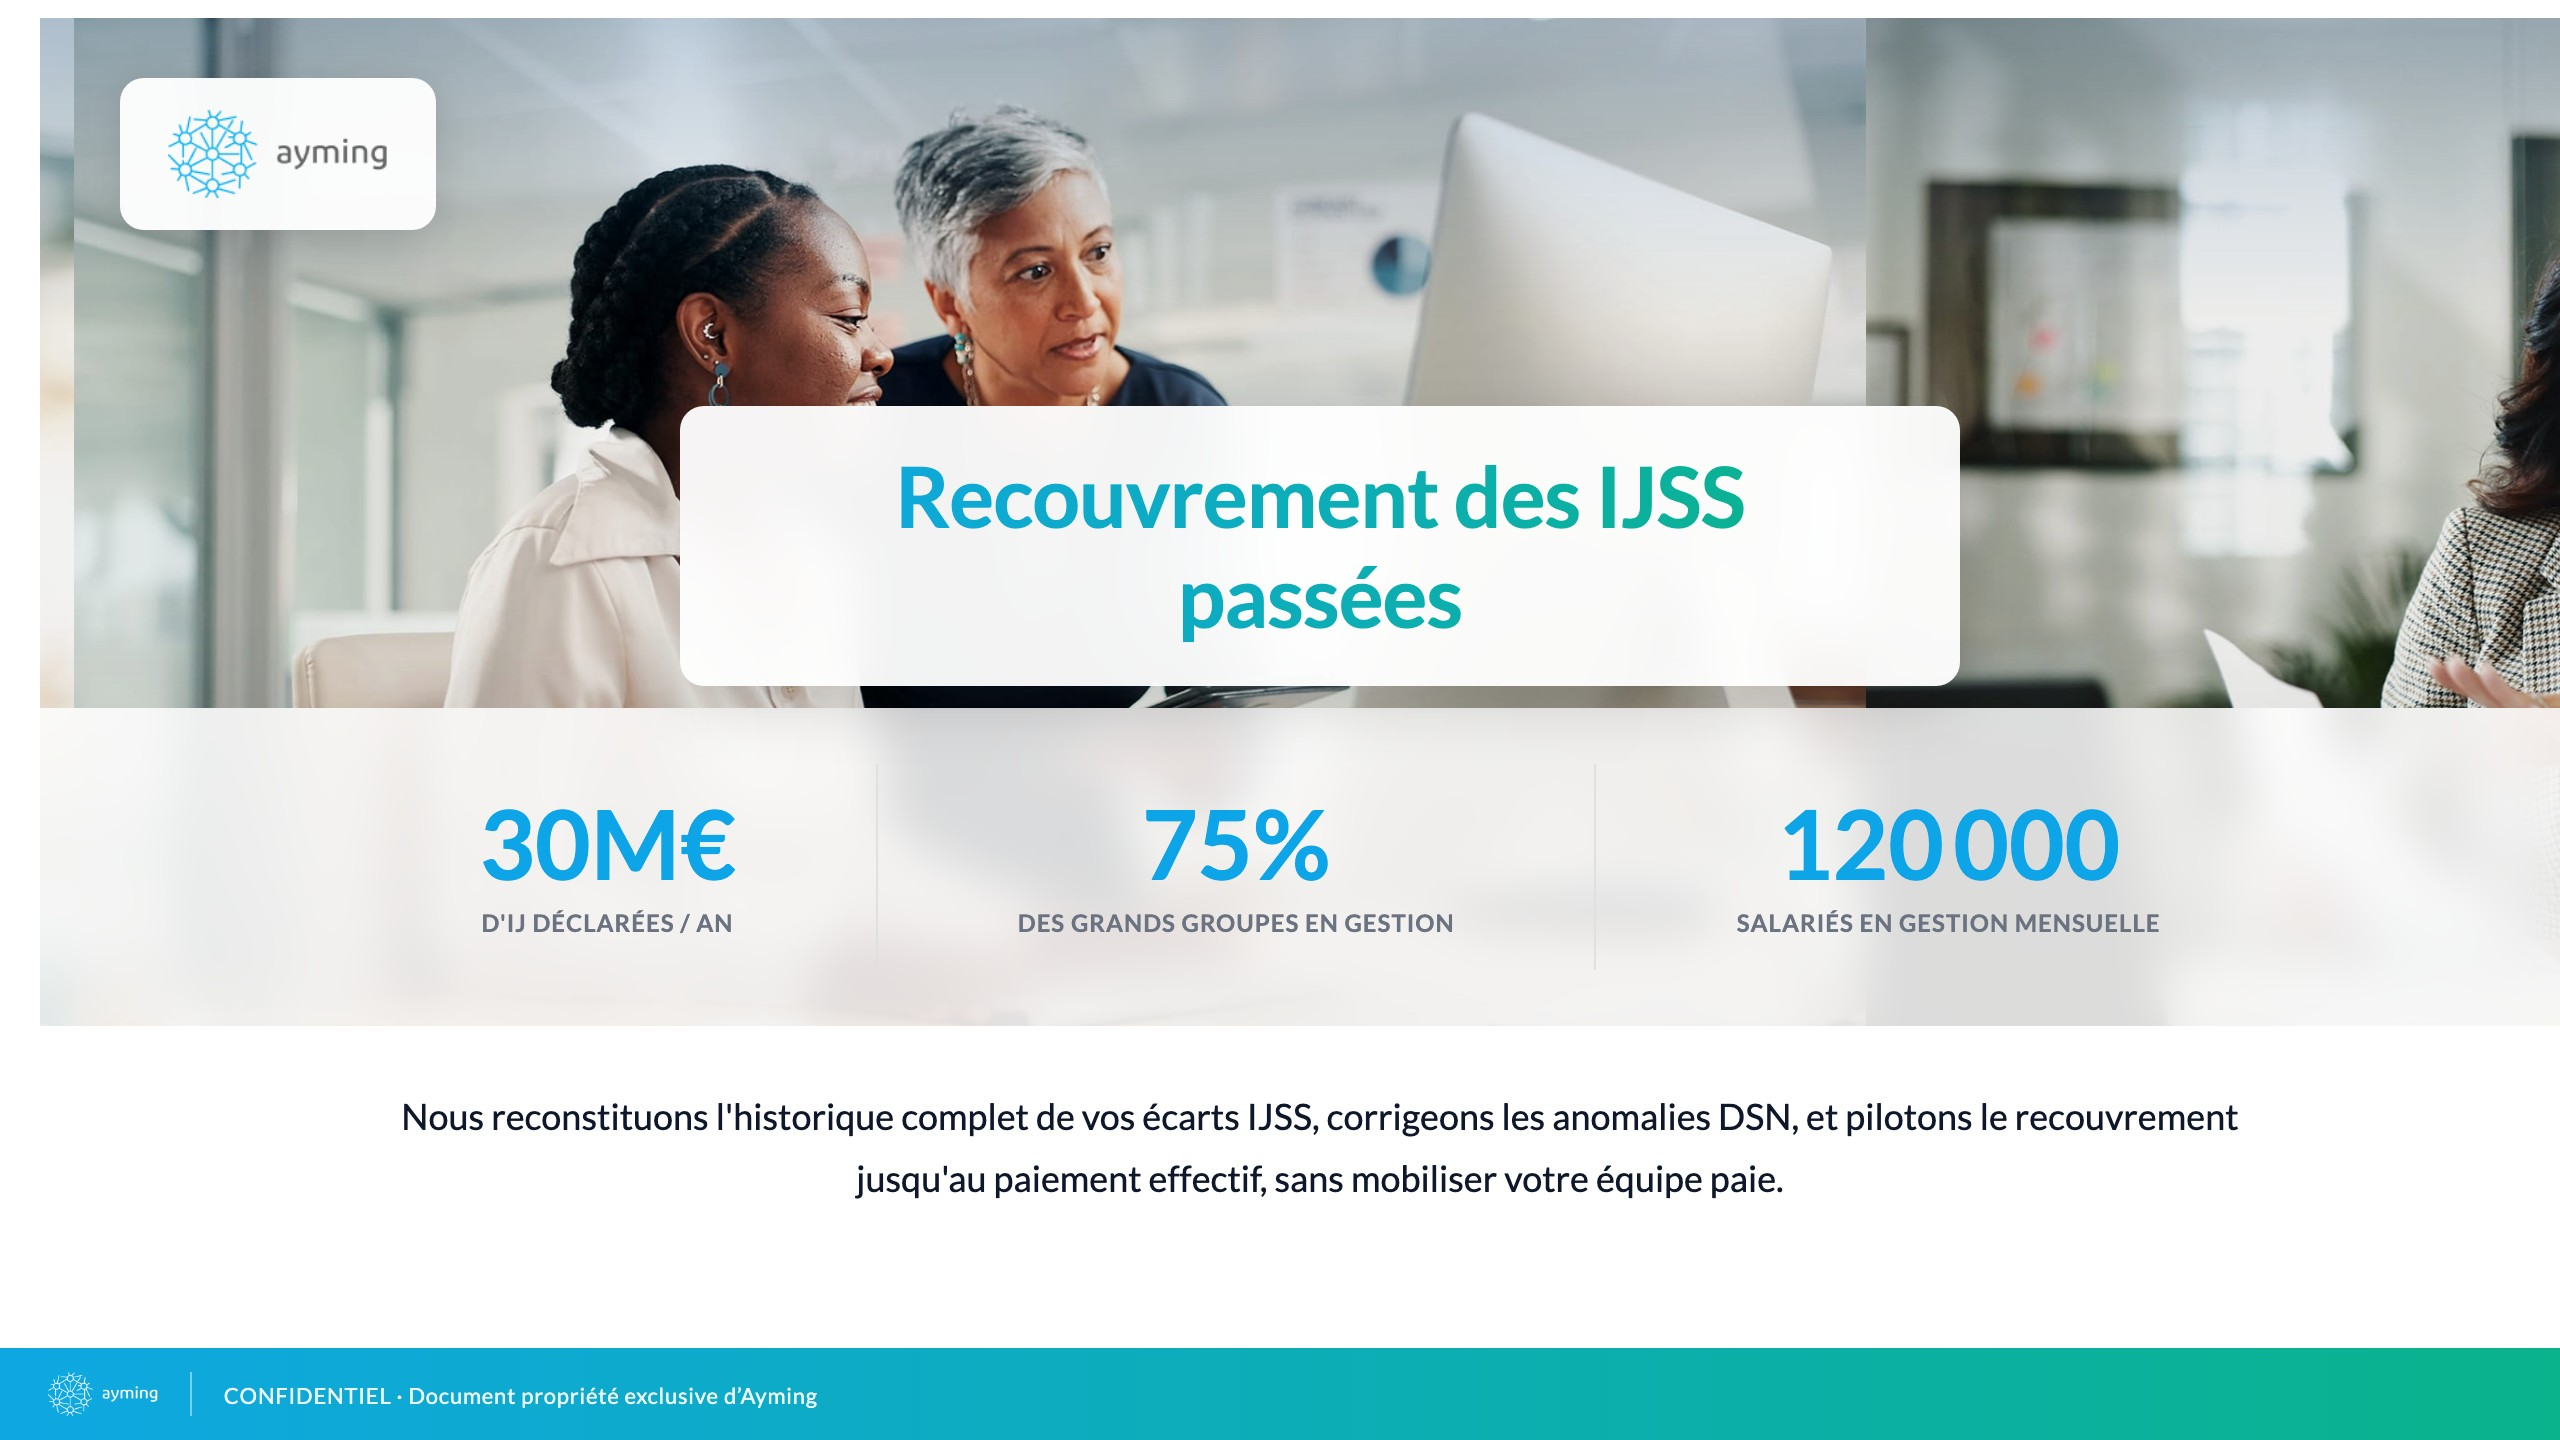 ayming
Recouvrement des IJSS
passées
30M€
D'IJ DÉCLARÉES / AN
75%
DES GRANDS GROUPES EN GESTION
120 000
SALARIÉS EN GESTION MENSUELLE
Nous reconstituons l'historique complet de vos écarts IJSS, corrigeons les anomalies DSN, et pilotons le recouvrement
jusqu'au paiement effectif, sans mobiliser votre équipe paie.
ayming
CONFIDENTIEL · Document propriété exclusive d’Ayming